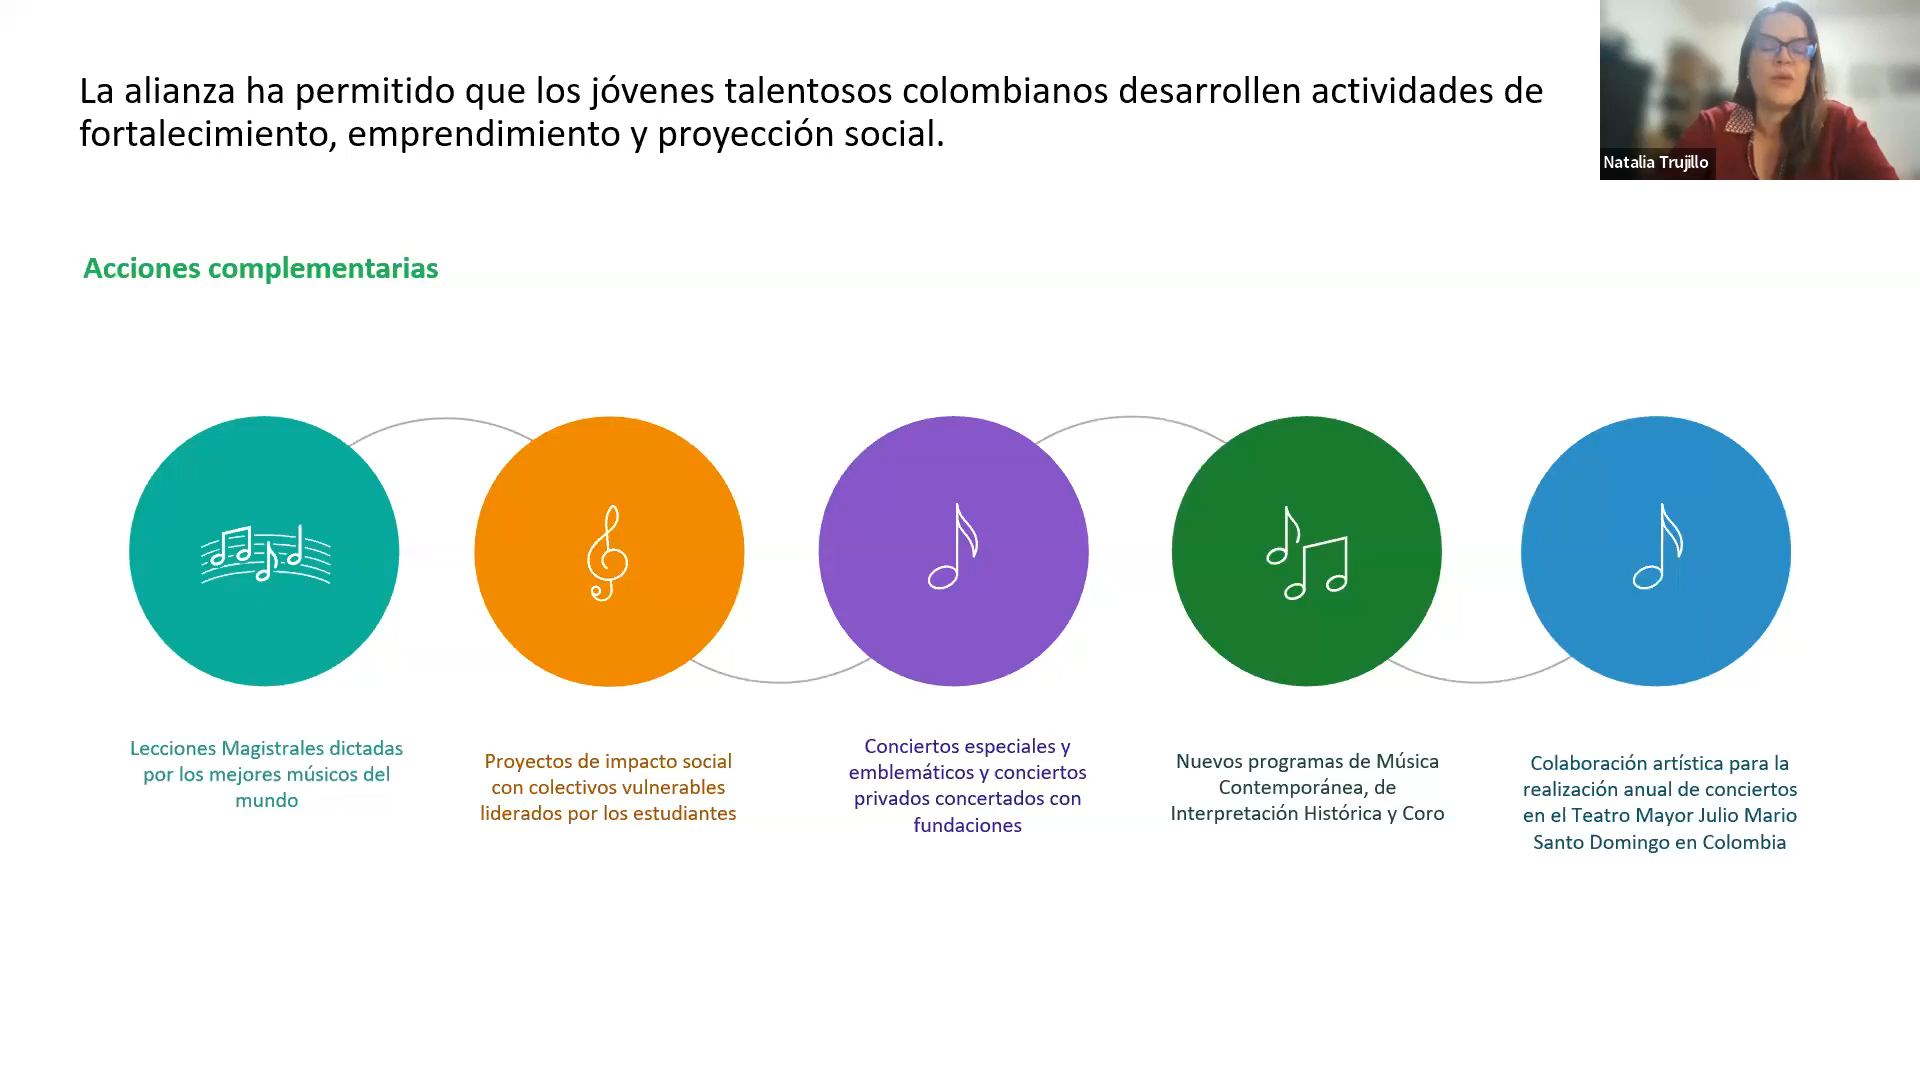 La alianza ha permitido que los jóvenes talentosos colombianos desarrollen actividades de
fortalecimiento, emprendimiento y proyección social.
Natalia Trujillo
Acciones complementarias
Lecciones Magistrales dictadas
por los mejores músicos del
mundo
Proyectos de impacto social
con colectivos vulnerables
liderados por los estudiantes
Conciertos especiales y
emblemáticos y conciertos
privados concertados con
fundaciones
Nuevos programas de Música
Contemporánea, de
Interpretación Histórica y Coro
Colaboración artística para la
realización anual de conciertos
en el Teatro Mayor Julio Mario
Santo Domingo en Colombia